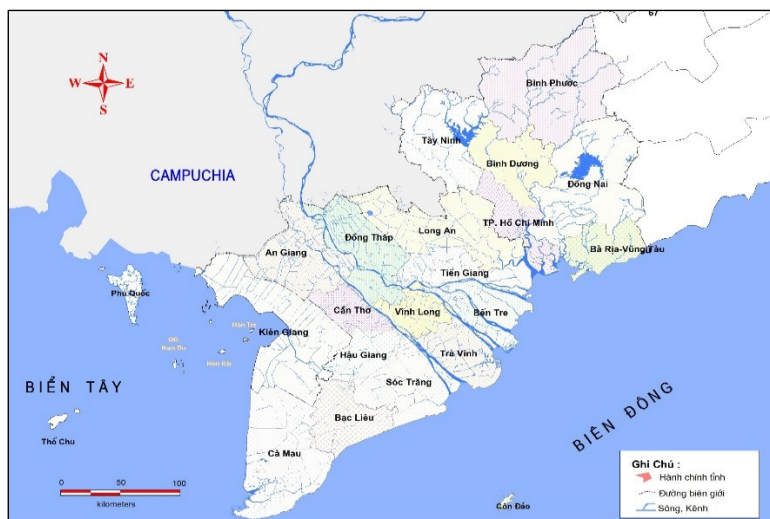 67
N
W E
S
Bình Phước
Tây Ninh
Bình Dương
CAMPUCHIA
Đồng Nai
TP. Hồ Chí Minh
Long An
Đồng Tháp
Bà Rịa-Vũng Tàu
An Giang
Tiền Giang
Phú Quốc
Cần Thơ
Vĩnh Long
Bến Tre
Hòn Tre
Kiên Giang
Hậu Giang
Trà Vinh
Sóc Trăng
BIỂN TÂY
Bạc Liêu
BIỂN ĐÔNG
Thổ Chu
Cà Mau
0 50 100
kilometers
Côn Đảo
Ghi Chú :
Hành chính tỉnh
Đường biên giới
Sông, Kênh